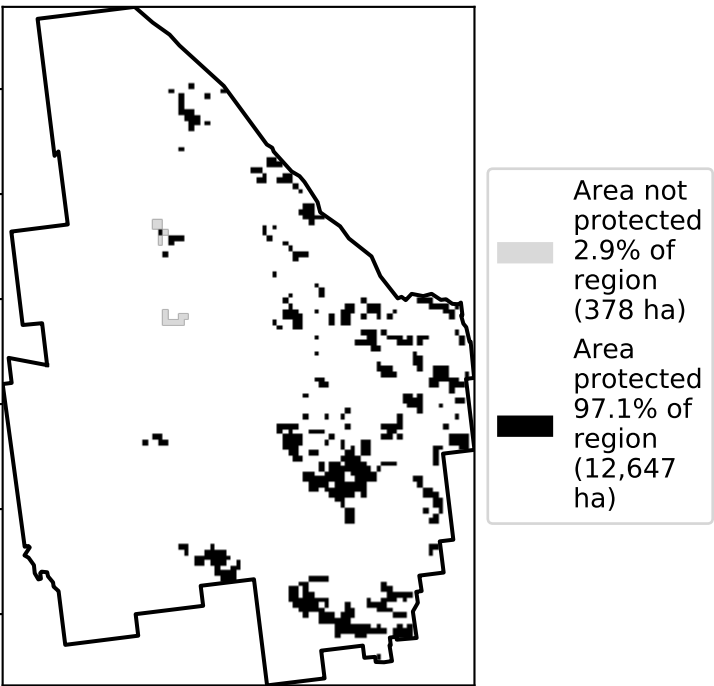 Area not
protected
2.9% of
region
(378 ha)
Area
protected
97.1% of
region
(12,647
ha)